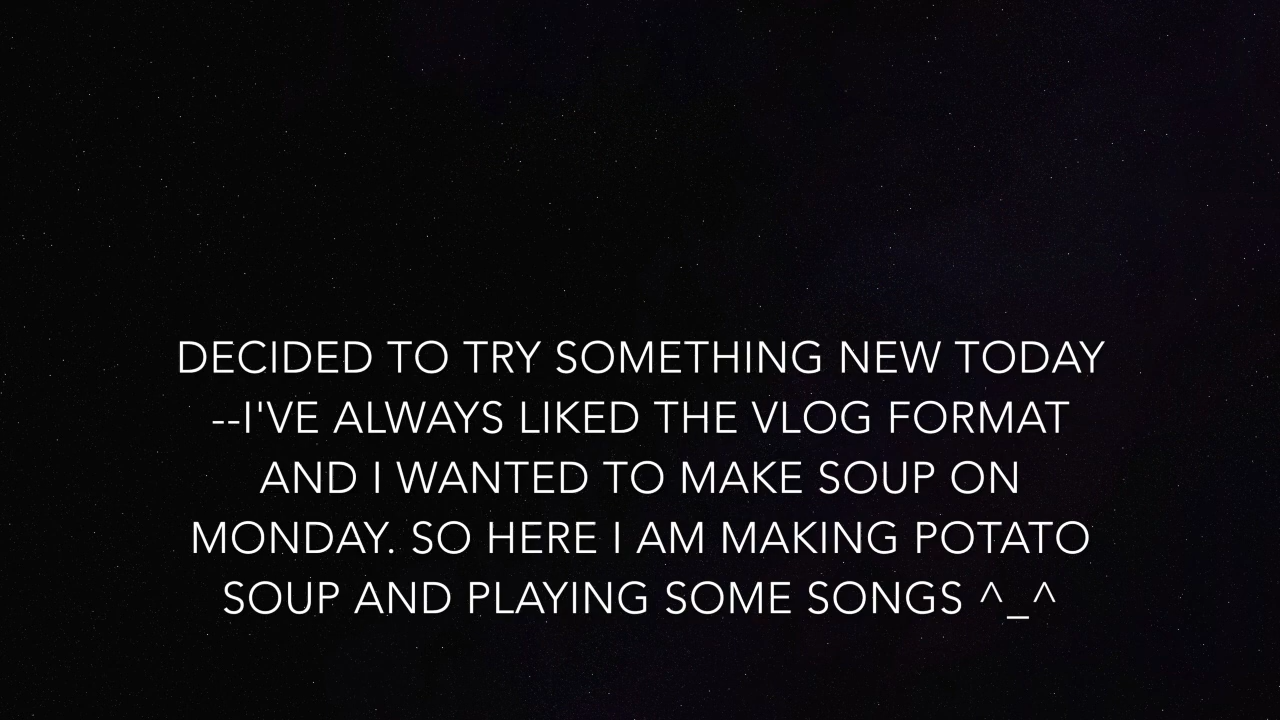 DECIDED TO TRY SOMETHING NEW TODAY
--I'VE ALWAYS LIKED THE VLOG FORMAT
AND I WANTED TO MAKE SOUP ON
MONDAY. SO HERE I AM MAKING POTATO
SOUP AND PLAYING SOME SONGS ^_^